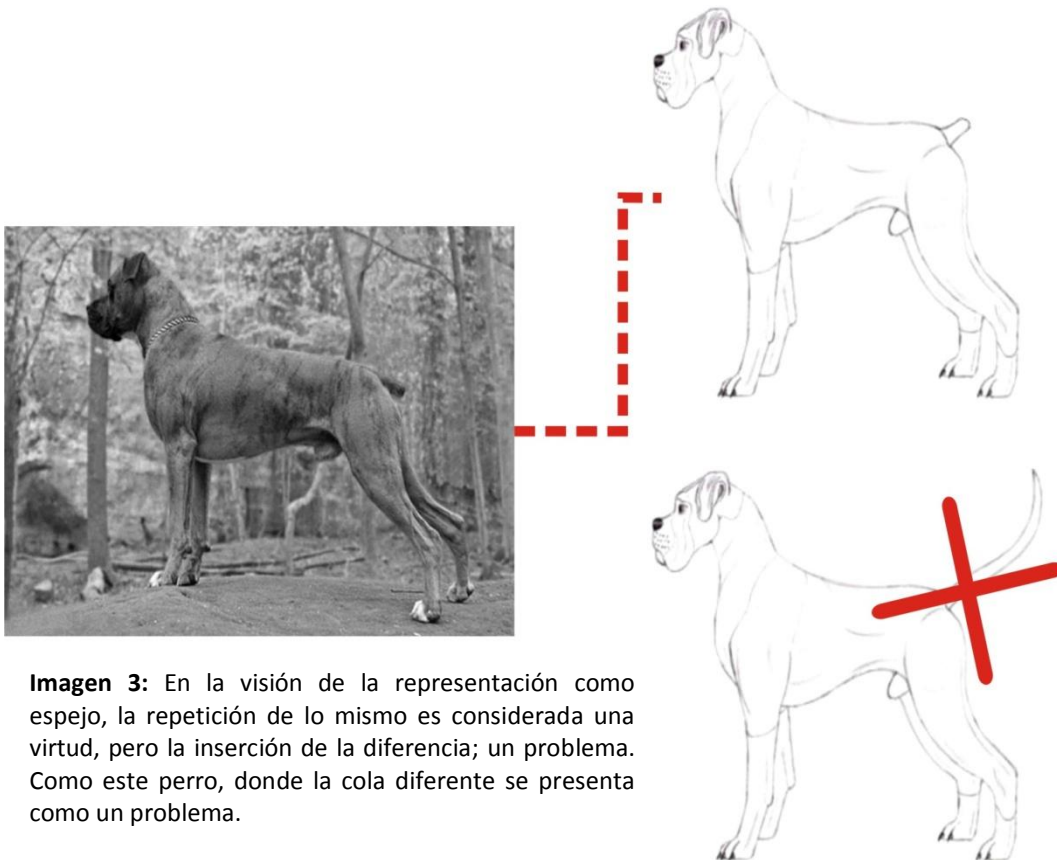 Imagen 3: En la visión de la representación como
espejo, la repetición de lo mismo es considerada una
virtud, pero la inserción de la diferencia; un problema.
Como este perro, donde la cola diferente se presenta
como un problema.